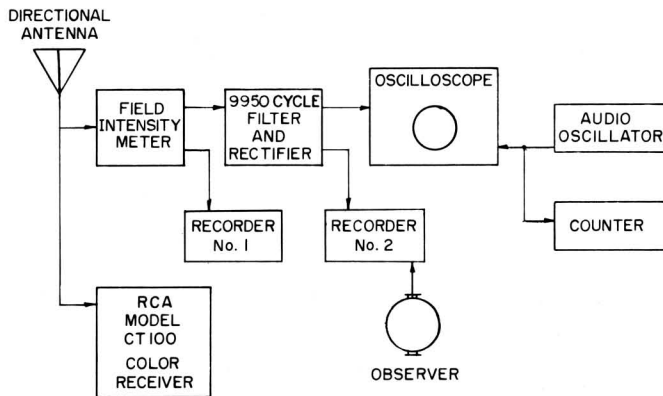 DIRECTIONAL
ANTENNA
FIELD
INTENSITY
METER
9950 CYCLE
FILTER
AND
RECTIFIER
OSCILLOSCOPE
AUDIO
OSCILLATOR
RECORDER
No. 1
RECORDER
No. 2
COUNTER
RCA
MODEL
CT100
COLOR
RECEIVER
OBSERVER